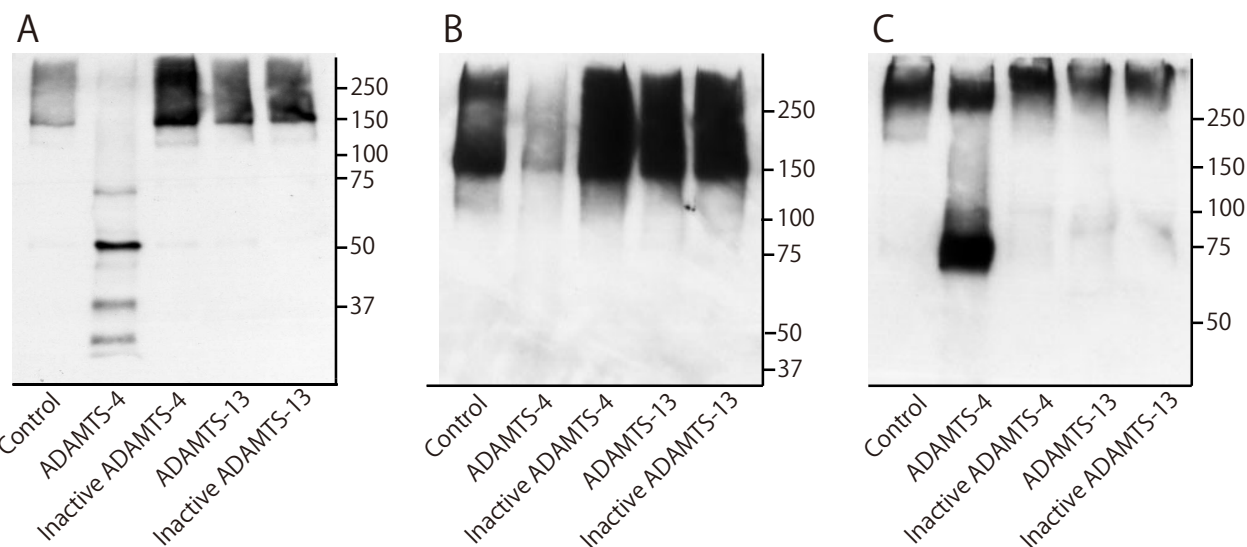 A
250
150
100
75
50
37
Control
ADAMTS-4
Inactive ADAMTS-4
ADAMTS-13
Inactive ADAMTS-13
B
250
150
100
75
50
37
Control
ADAMTS-4
Inactive ADAMTS-4
ADAMTS-13
Inactive ADAMTS-13
C
250
150
100
75
50
Control
ADAMTS-4
Inactive ADAMTS-4
ADAMTS-13
Inactive ADAMTS-13